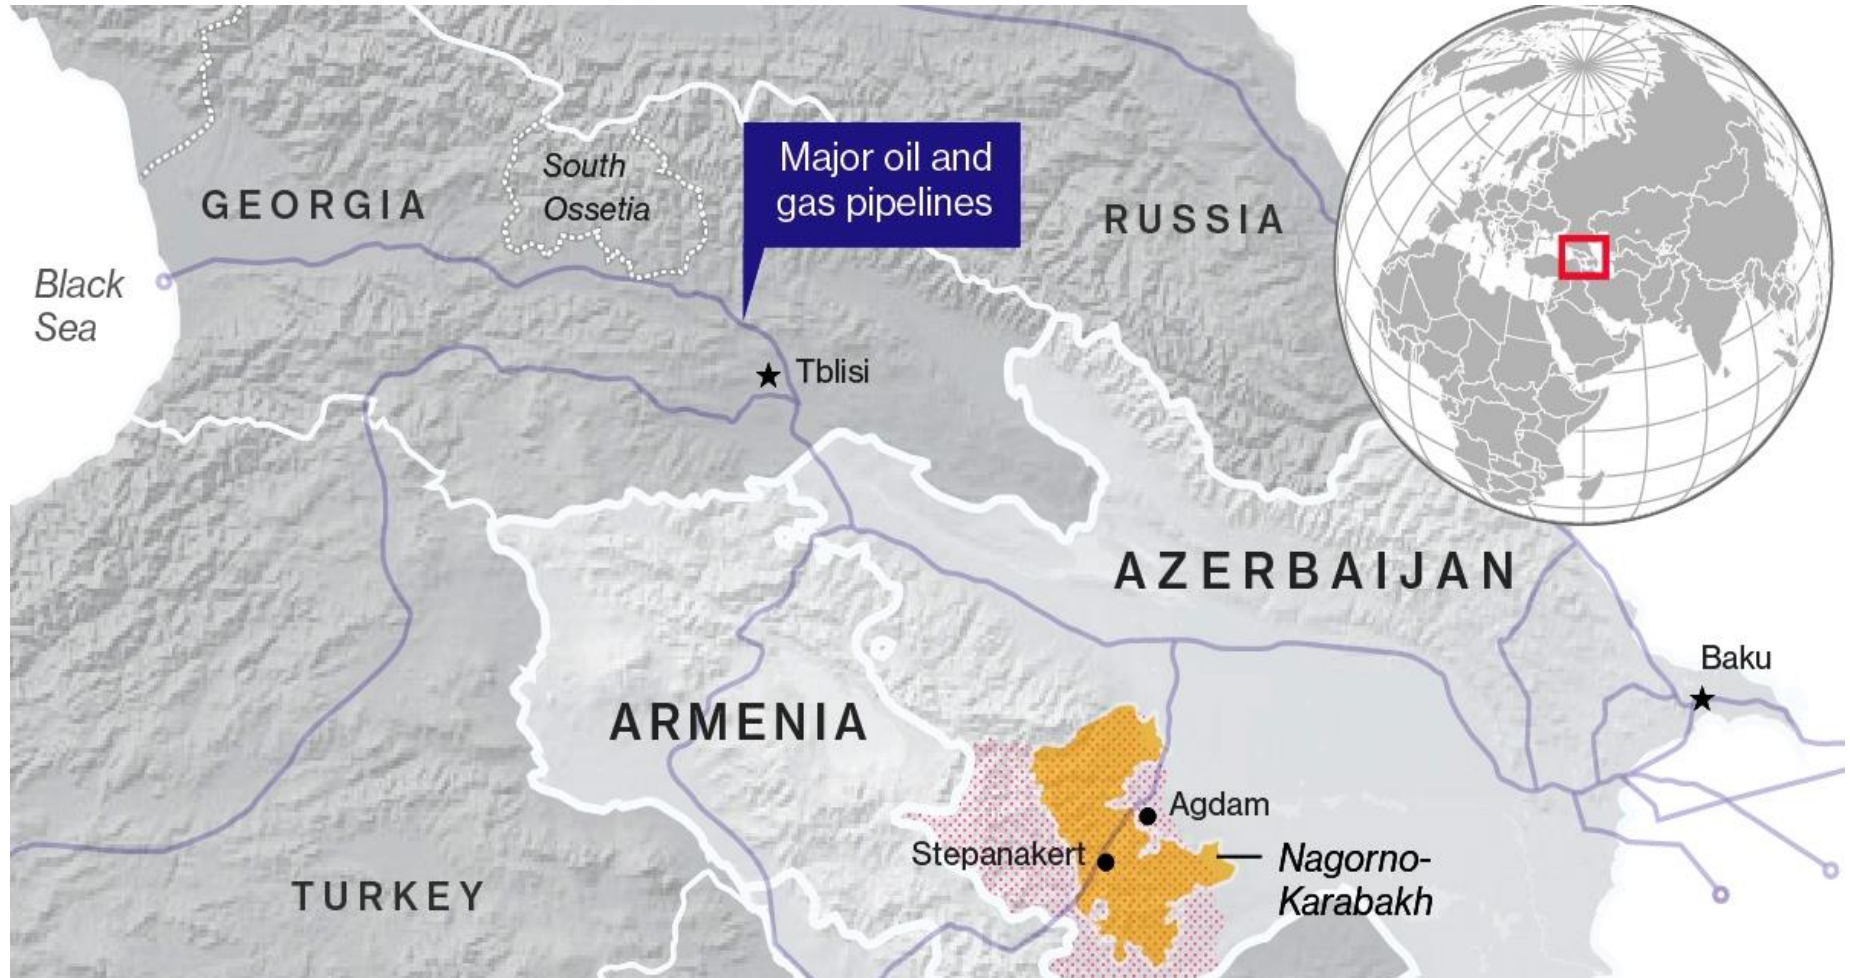 South
Ossetia
Major oil and
gas pipelines
GEORGIA
RUSSIA
Black
Sea
Tblisi
AZERBAIJAN
Baku
ARMENIA
Agdam
Stepanakert
Nagorno-
Karabakh
TURKEY